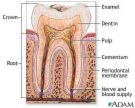 Crown
Root
Enamel
Dentin
Pulp
Cementum
Periodontal
membrane
Nerve and
blood supply
ADAM.